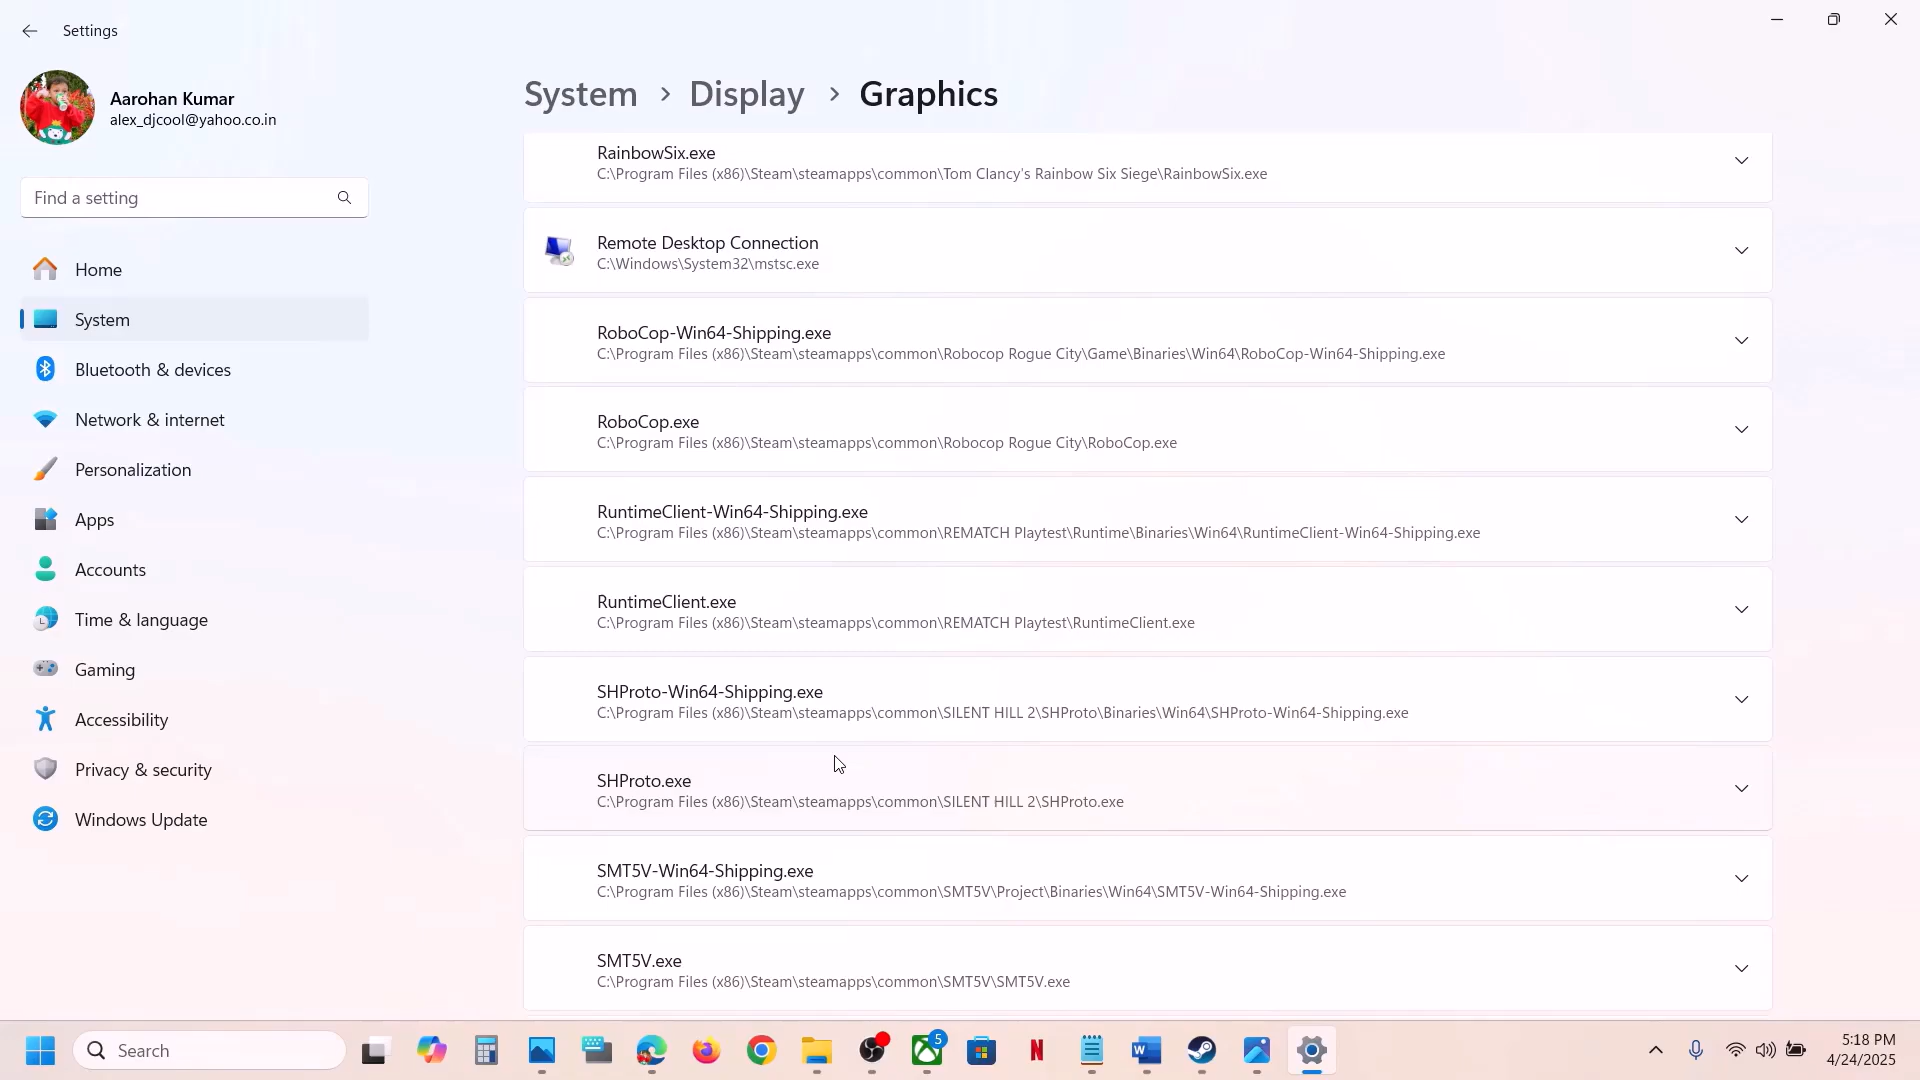 Settings
Aarohan Kumar
alex_djcool@yahoo.co.in
Find a setting
Home
System
Bluetooth & devices
Network & internet
Personalization
Apps
Accounts
Time & language
Gaming
Accessibility
Privacy & security
Windows Update
System > Display > Graphics
RainbowSix.exe
C:\Program Files (x86)\Steam\steamapps\common\Tom Clancy's Rainbow Six Siege\RainbowSix.exe
Remote Desktop Connection
C:\Windows\System32\mstsc.exe
RoboCop-Win64-Shipping.exe
C:\Program Files (x86)\Steam\steamapps\common\Robocop Rogue City\Game\Binaries\Win64\RoboCop-Win64-Shipping.exe
RoboCop.exe
C:\Program Files (x86)\Steam\steamapps\common\Robocop Rogue City\RoboCop.exe
RuntimeClient-Win64-Shipping.exe
C:\Program Files (x86)\Steam\steamapps\common\REMATCH Playtest\Runtime\Binaries\Win64\RuntimeClient-Win64-Shipping.exe
RuntimeClient.exe
C:\Program Files (x86)\Steam\steamapps\common\REMATCH Playtest\RuntimeClient.exe
SHProto-Win64-Shipping.exe
C:\Program Files (x86)\Steam\steamapps\common\SILENT HILL 2\SHProto\Binaries\Win64\SHProto-Win64-Shipping.exe
SHProto.exe
C:\Program Files (x86)\Steam\steamapps\common\SILENT HILL 2\SHProto.exe
SMT5V-Win64-Shipping.exe
C:\Program Files (x86)\Steam\steamapps\common\SMT5V\Project\Binaries\Win64\SMT5V-Win64-Shipping.exe
SMT5V.exe
C:\Program Files (x86)\Steam\steamapps\common\SMT5V\SMT5V.exe
Search
5
5:18 PM
4/24/2025